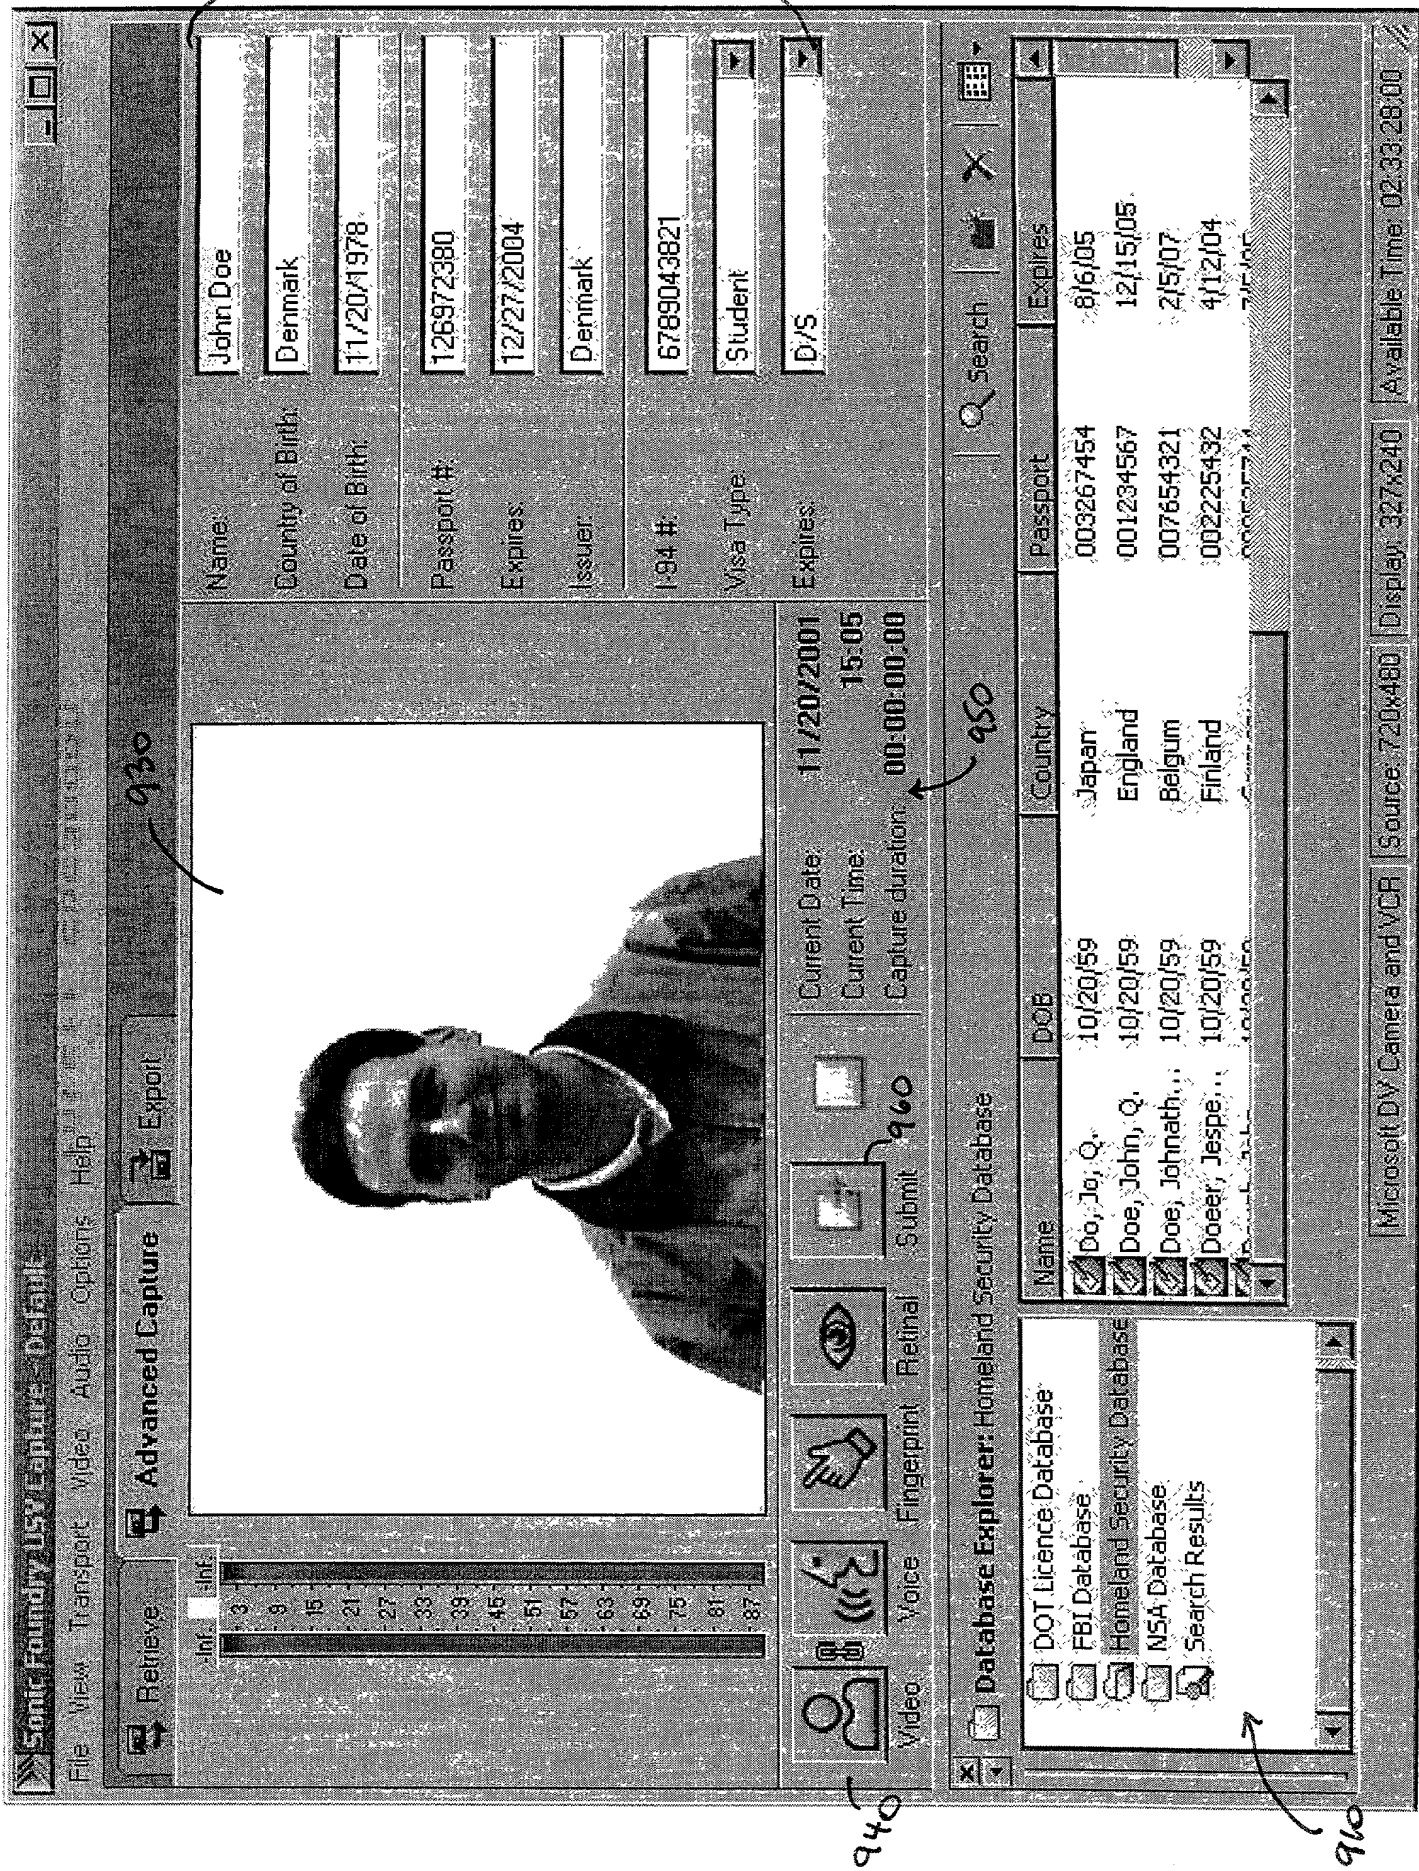 Sonic Foundry USV Capture - Details
File View Transport Video Audio Options Help
Retrieve
Advanced Capture
Export
930
-Inf. -Inf.
-3-
-9-
-15-
-21-
-27-
-33-
-39-
-45-
-51-
-57-
-63-
-69-
-75-
-81-
-87-
Name: John Doe
Country of Birth: Denmark
Date of Birth: 11/20/1978
Passport #: 126972380
Expires: 12/27/2004
Issuer: Denmark
I-94 #: 6789043821
Visa Type: Student
Expires: D/S
Video
Voice
Fingerprint
Retinal
Submit
940
960
Current Date: 11/20/2001
Current Time: 15:05
Capture duration: 00:00:00;00
950
Database Explorer: Homeland Security Database
Search
DOT Licence Database
FBI Database
Homeland Security Database
NSA Database
Search Results
910
Name DOB Country Passport Expires
Do, Jo, Q. 10/20/59 Japan 003267454 8/6/05
Doe, John, Q. 10/20/59 England 001234567 12/15/05
Doe, Johnath... 10/20/59 Belgum 007654321 2/5/07
Doeer, Jespe... 10/20/59 Finland 002225432 4/12/04
Microsoft DV Camera and VCR Source: 720x480 Display: 327x240 Available Time: 02:33:28:00